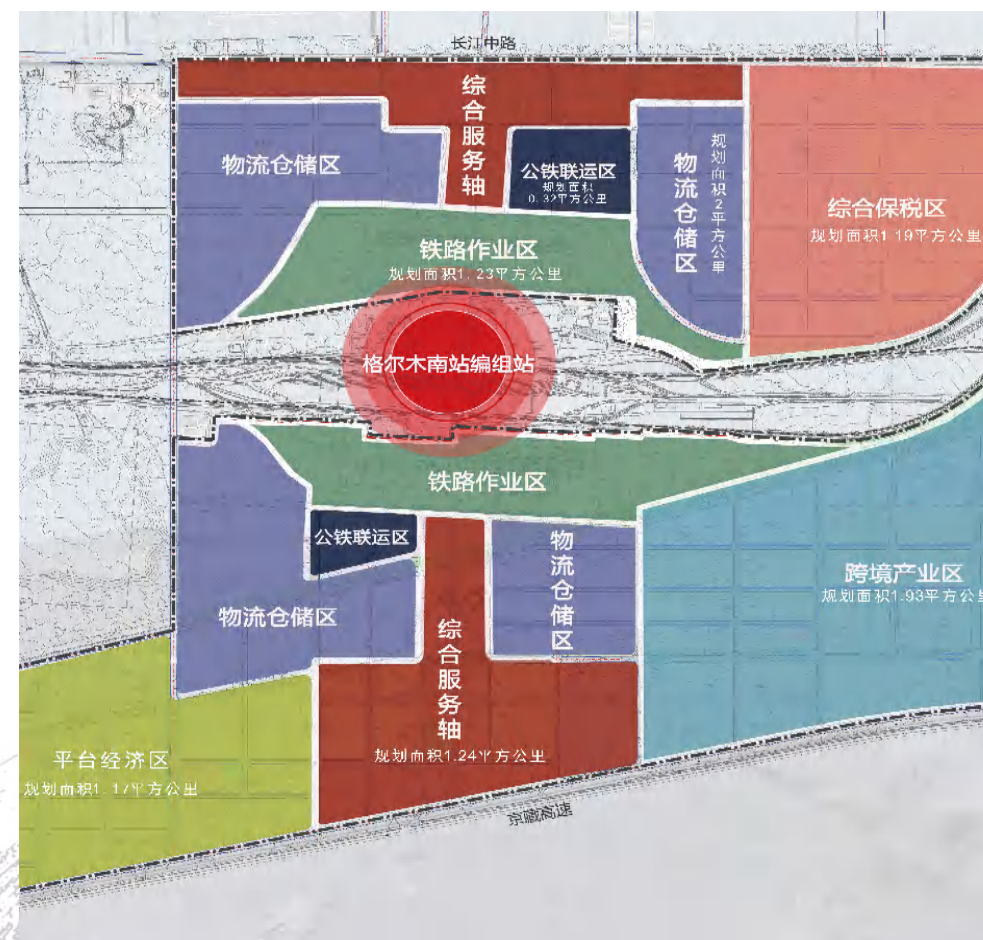 长江中路
综合服务轴
物流仓储区
公铁联运区
规划面积
0.32平方公里
物流仓储区
规划面积2平方公里
综合保税区
规划面积1.19平方公里
铁路作业区
规划面积1.23平方公里
格尔木南站编组站
铁路作业区
公铁联运区
物流仓储区
跨境产业区
规划面积1.93平方公
物流仓储区
综合服务轴
规划面积1.24平方公里
平台经济区
规划面积1.17平方公里
京藏高速